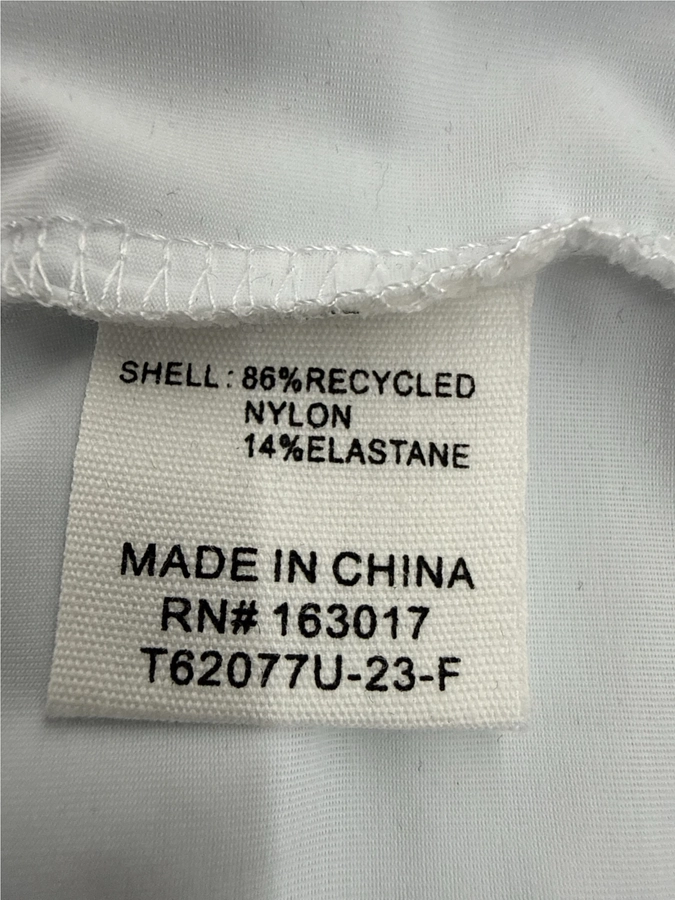 SHELL: 86%RECYCLED
NYLON
14%ELASTANE
MADE IN CHINA
RN# 163017
T62077U-23-F